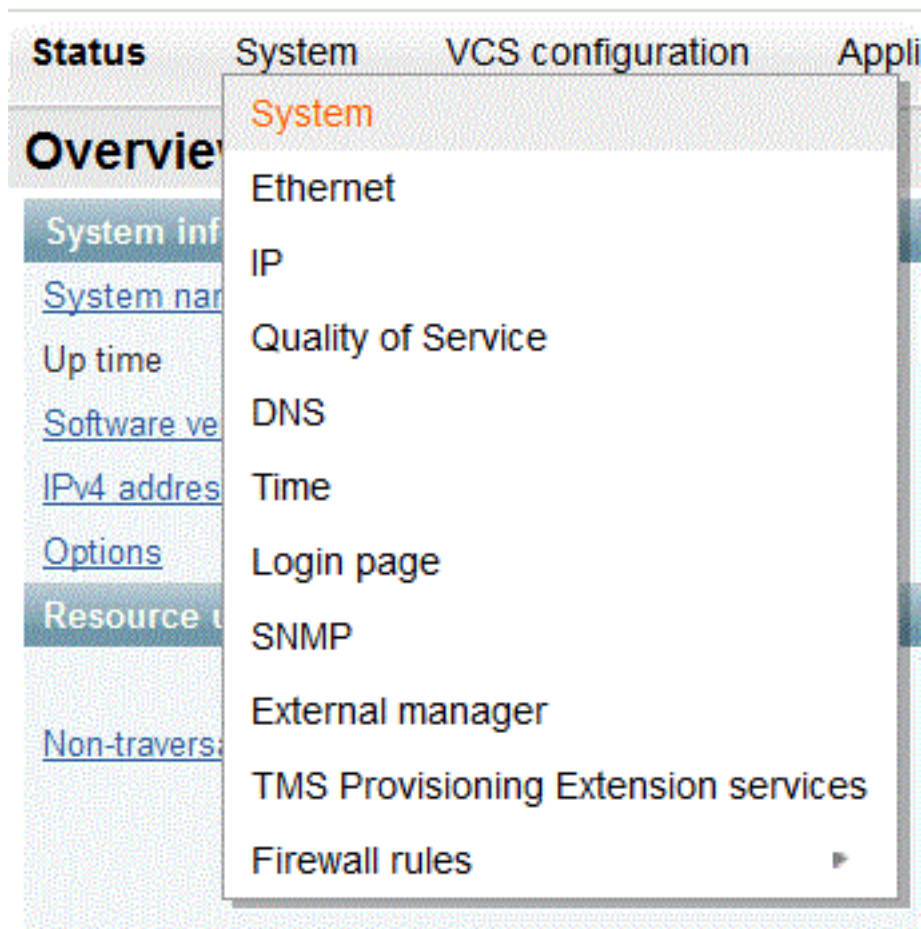 Status System VCS configuration Appli
System
Overvie
Ethernet
System inf
IP
System nar
Quality of Service
Up time
DNS
Software ve
Time
IPv4 addres
Login page
Options
SNMP
Resource u
External manager
Non-travers
TMS Provisioning Extension services
Firewall rules